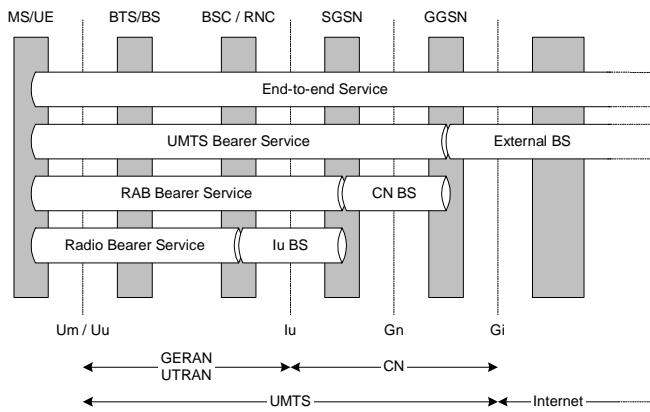 MS/UE BTS/BS BSC / RNC SGSN GGSN
End-to-end Service
UMTS Bearer Service External BS
RAB Bearer Service CN BS
Radio Bearer Service Iu BS
Um / Uu Iu Gn Gi
GERAN CN
UTRAN
UMTS Internet